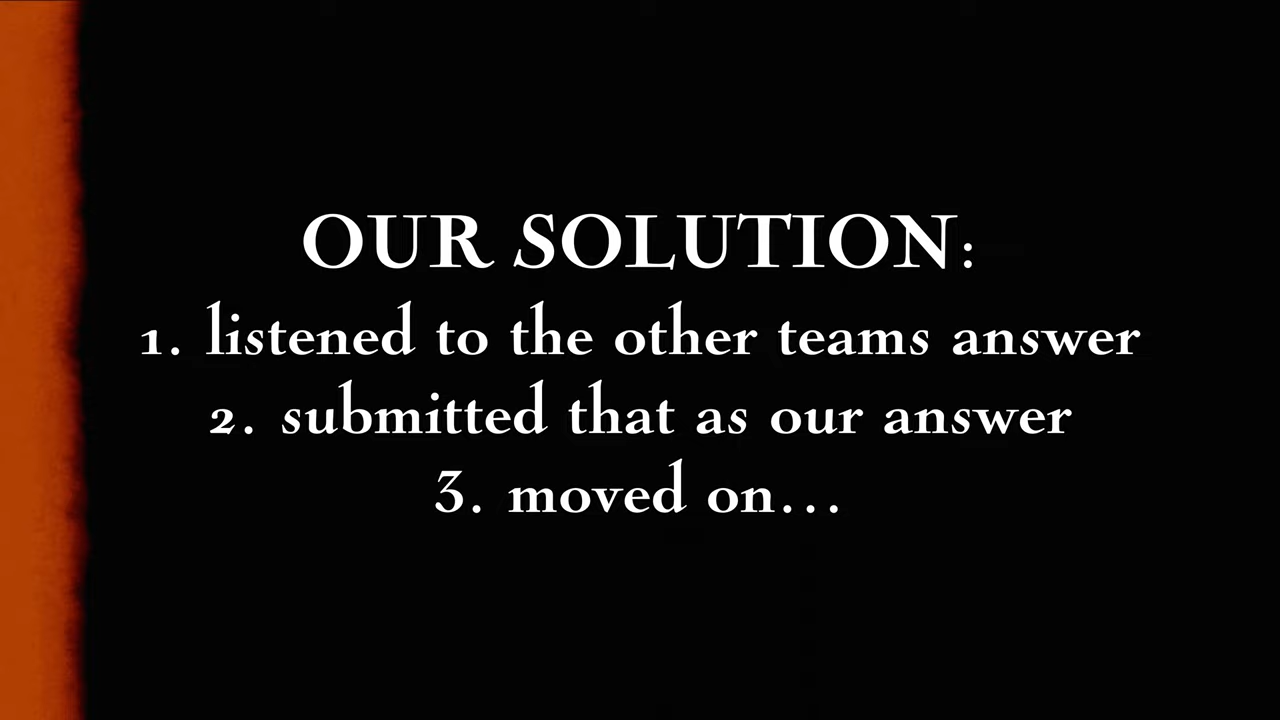 OUR SOLUTION:
1. listened to the other teams answer
2. submitted that as our answer
3. moved on...